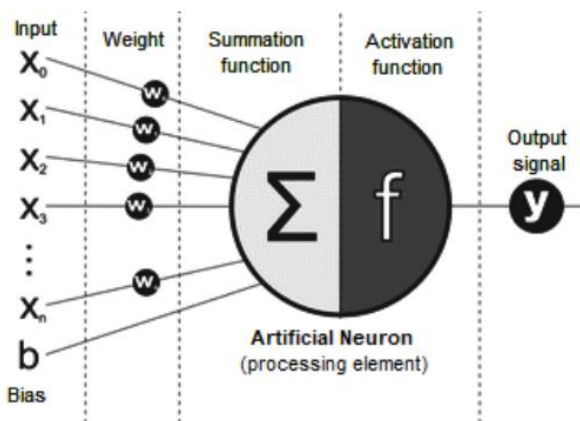 Input
Weight
Summation
function
Activation
function
X0
X1
X2
X3
⋮
Xn
b
Bias
w
w
w
w
w
Σ
f
Output
signal
y
Artificial Neuron
(processing element)